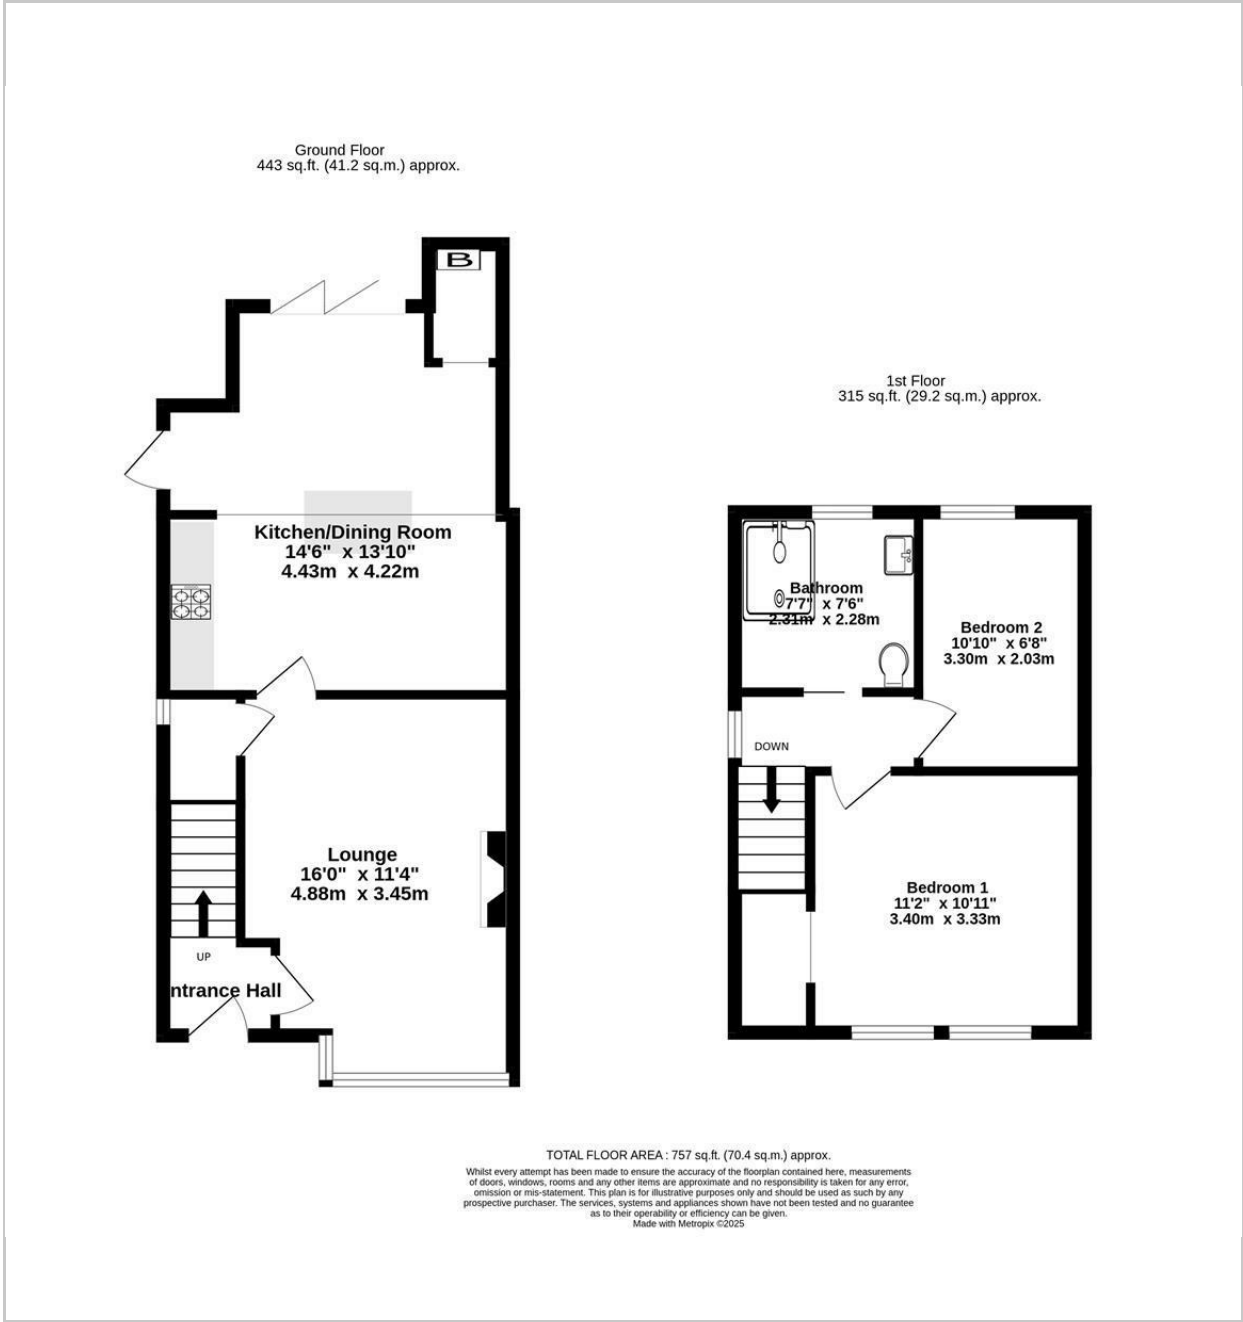 Ground Floor
443 sq.ft. (41.2 sq.m.) approx.
B
Kitchen/Dining Room
14'6" x 13'10"
4.43m x 4.22m
Lounge
16'0" x 11'4"
4.88m x 3.45m
UP
ntrance Hall
1st Floor
315 sq.ft. (29.2 sq.m.) approx.
Bathroom
7'7" x 7'6"
2.31m x 2.28m
Bedroom 2
10'10" x 6'8"
3.30m x 2.03m
DOWN
Bedroom 1
11'2" x 10'11"
3.40m x 3.33m
TOTAL FLOOR AREA : 757 sq.ft. (70.4 sq.m.) approx.
Whilst every attempt has been made to ensure the accuracy of the floorplan contained here, measurements
of doors, windows, rooms and any other items are approximate and no responsibility is taken for any error,
omission or mis-statement. This plan is for illustrative purposes only and should be used as such by any
prospective purchaser. The services, systems and appliances shown have not been tested and no guarantee
as to their operability or efficiency can be given.
Made with Metropix ©2025